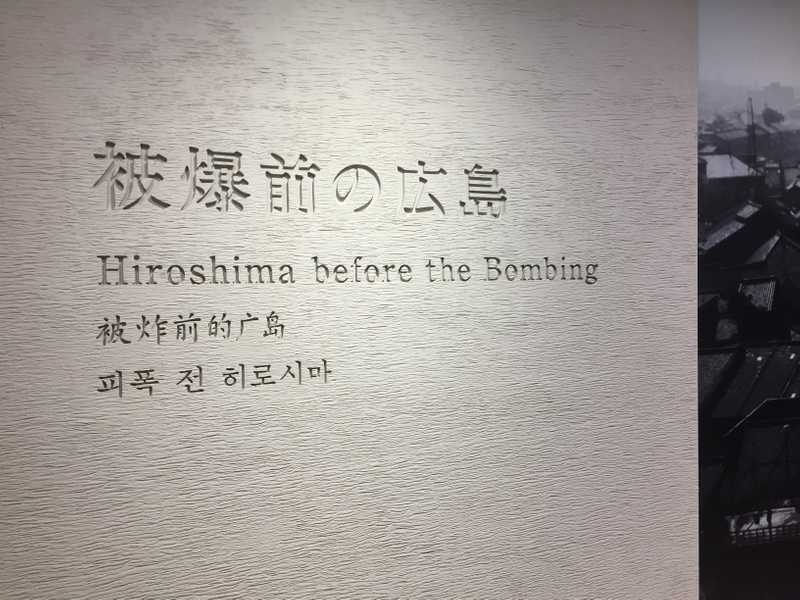 被爆前の広島
Hiroshima before the Bombing
被炸前的广岛
피폭 전 히로시마